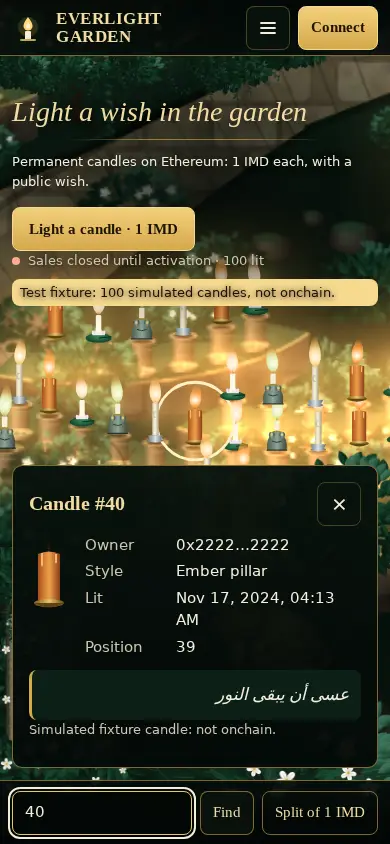 EVERLIGHT
GARDEN
Connect
Light a wish in the garden
Permanent candles on Ethereum: 1 IMD each, with a
public wish.
Light a candle · 1 IMD
Sales closed until activation · 100 lit
Test fixture: 100 simulated candles, not onchain.
Candle #40
Owner 0x2222…2222
Style Ember pillar
Lit Nov 17, 2024, 04:13
AM
Position 39
عسى أن يبقى النور
Simulated fixture candle: not onchain.
40 Find Split of 1 IMD